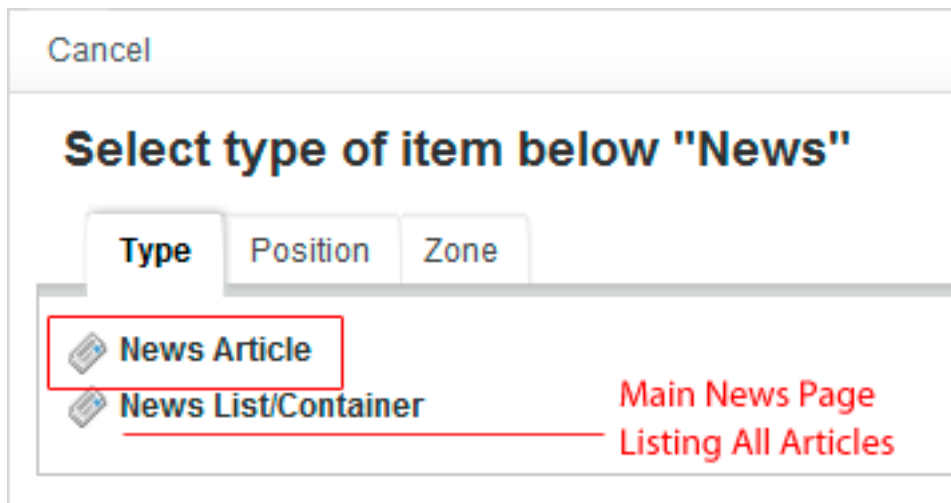 Cancel
Select type of item below "News"
Type Position Zone
News Article
News List/Container
Main News Page
Listing All Articles